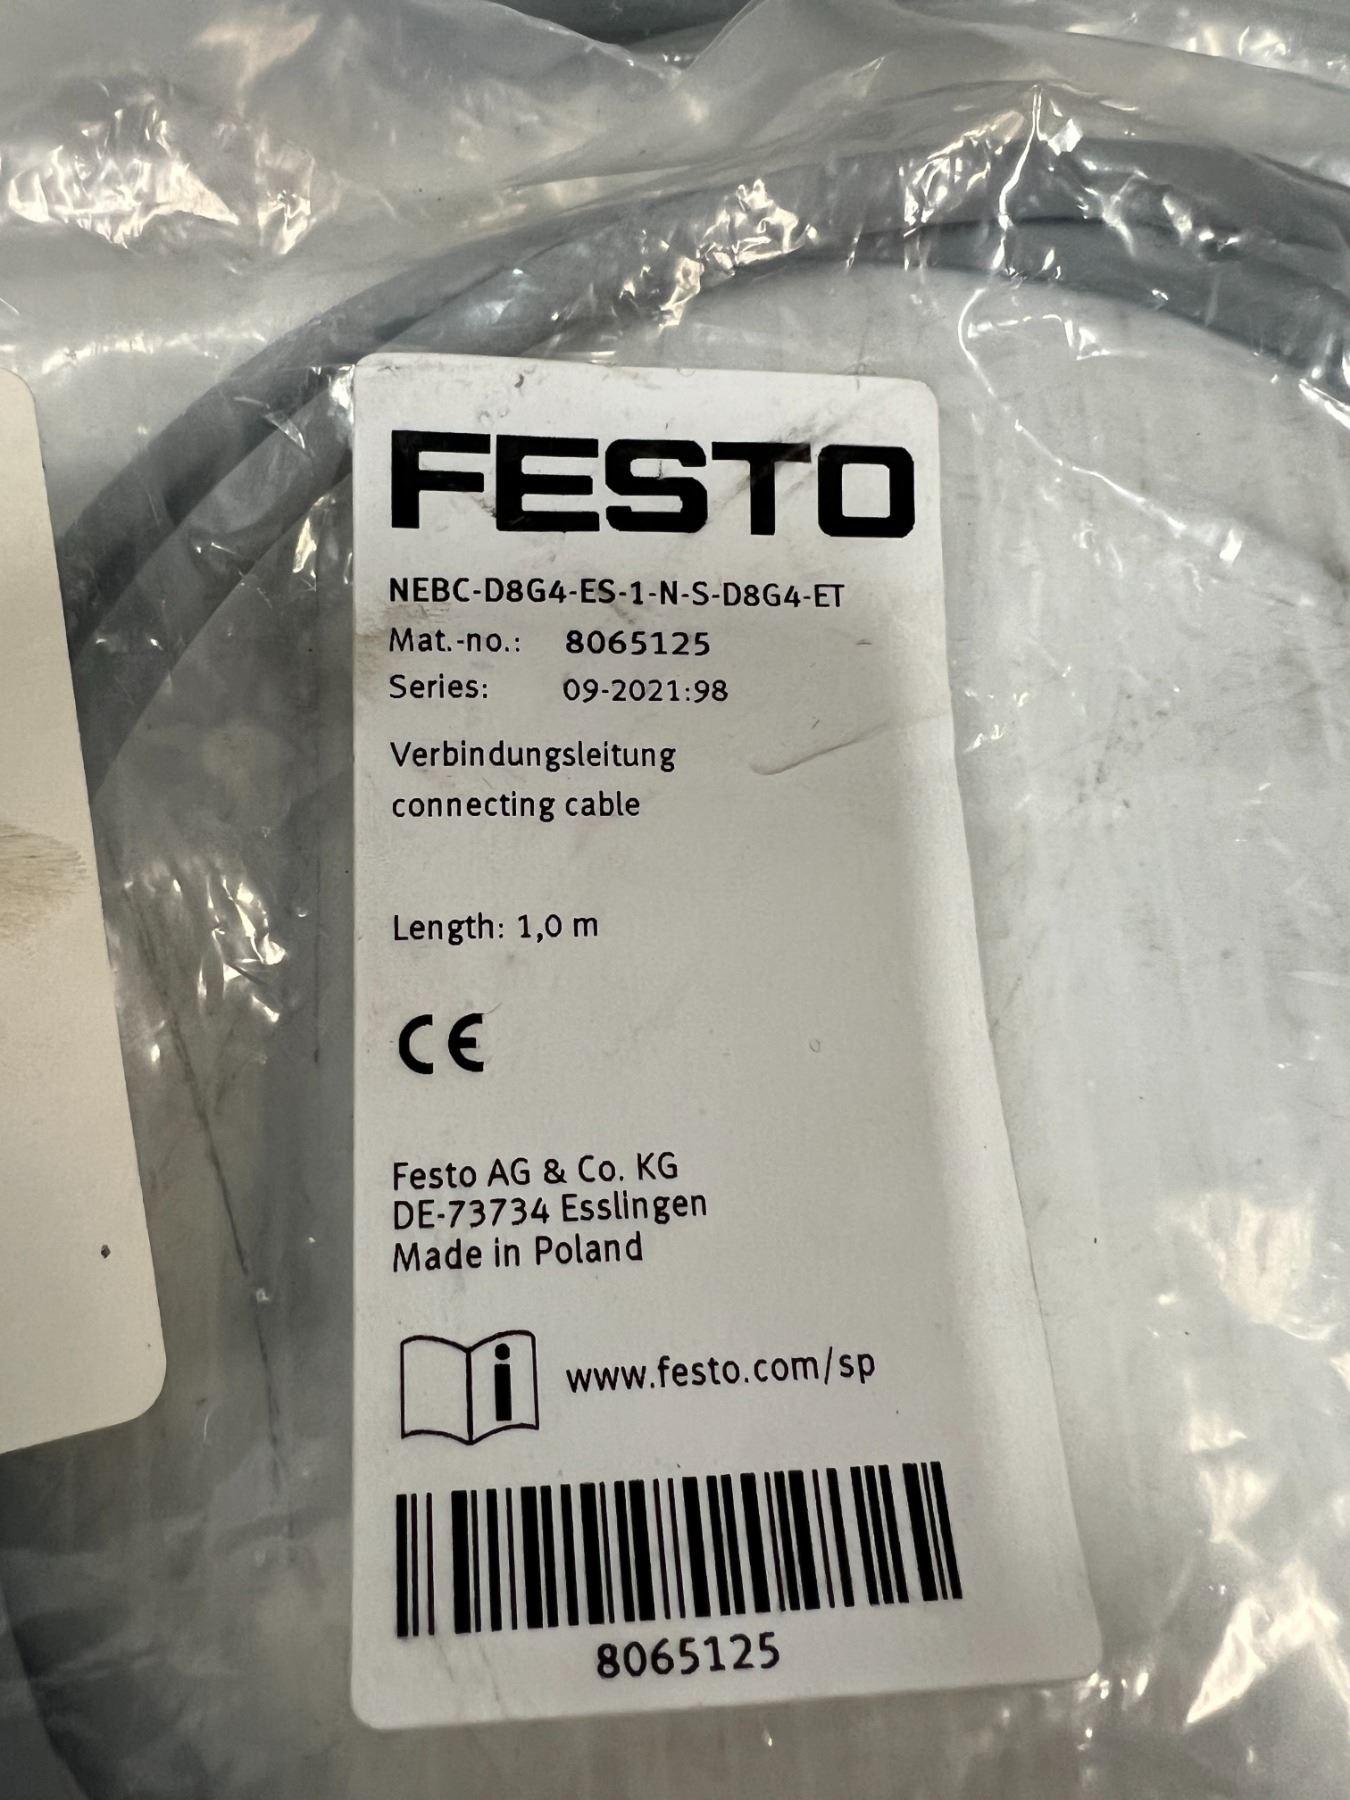 FESTO
NEBC-D8G4-ES-1-N-S-D8G4-ET
Mat.-no.: 8065125
Series: 09-2021:98
Verbindungsleitung
connecting cable
Length: 1,0 m
CE
Festo AG & Co. KG
DE-73734 Esslingen
Made in Poland
i www.festo.com/sp
8065125